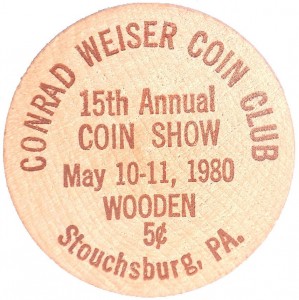 CONRAD WEISER COIN CLUB
15th Annual
COIN SHOW
May 10-11, 1980
WOODEN
5¢
Stouchsburg, PA.